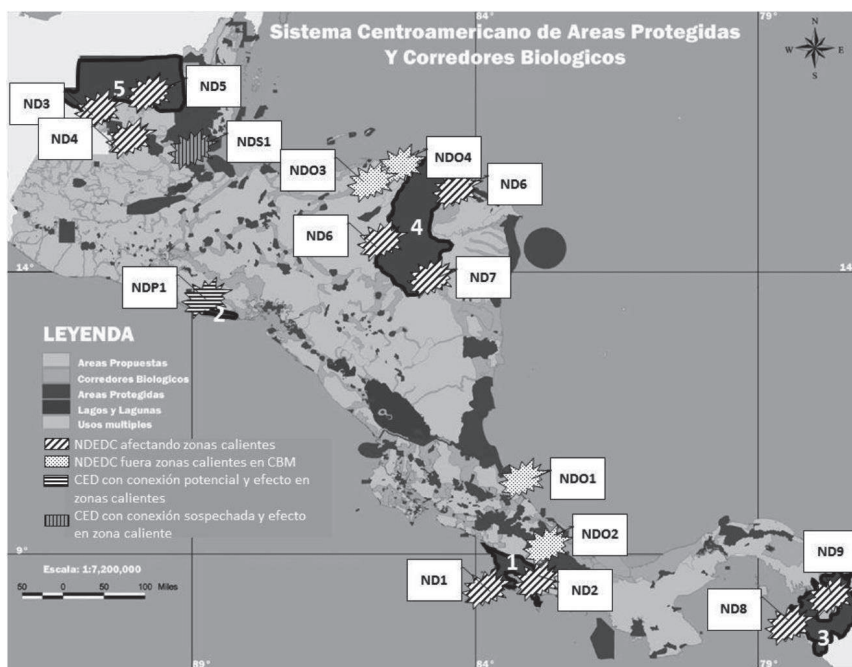 Sistema Centroamericano de Areas Protegidas
Y Corredores Biologicos
84
79
N
W
E
S
5
ND3
ND5
ND4
NDS1
NDO3
NDO4
ND6
4
ND6
14
14
ND7
NDP1
2
LEYENDA
Areas Propuestas
Corredores Biologicos
Areas Protegidas
Lagos y Lagunas
Usos multiples
NDEDC afectando zonas calientes
NDEDC fuera zonas calientes en CBM
CED con conexión potencial y efecto en
zonas calientes
CED con conexión sospechada y efecto
en zona caliente
NDO1
NDO2
9
1
ND9
Escala: 1:7,200,000
ND1
ND2
ND8
50 0 50 100 Miles
3
89°
84°
79°